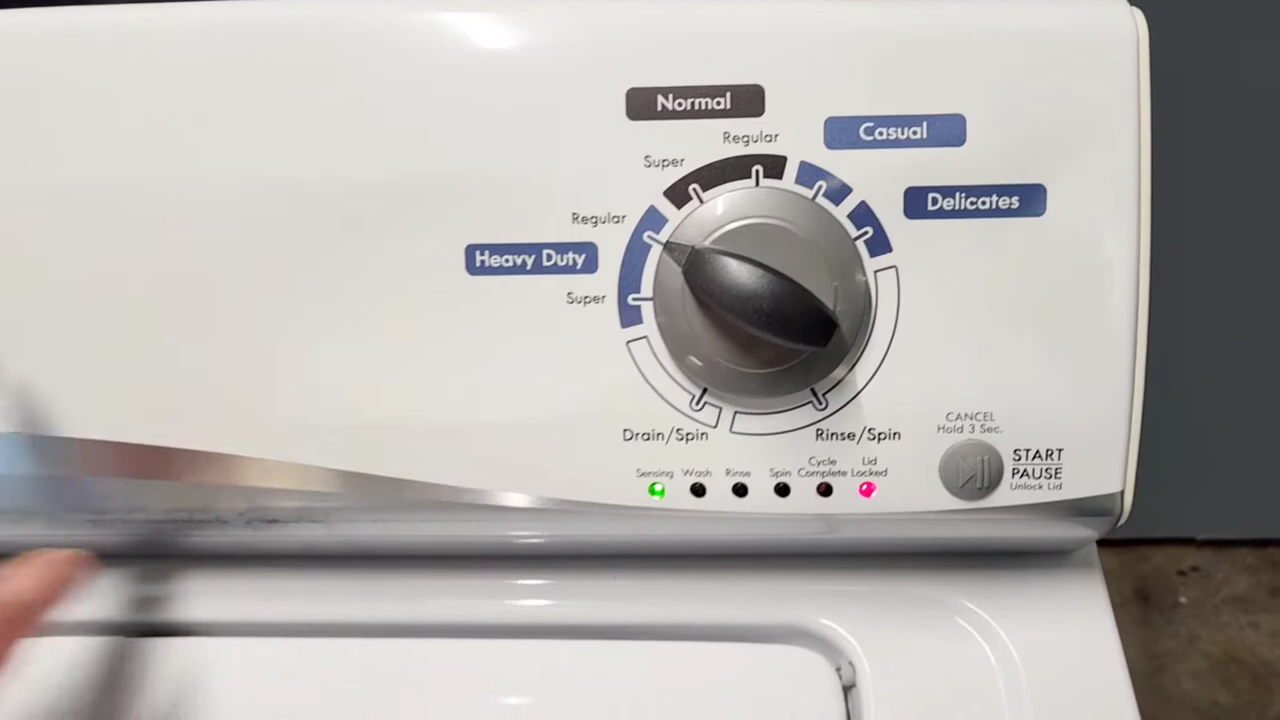 Normal
Casual
Regular
Super
Delicates
Regular
Heavy Duty
Super
Drain/Spin
Rinse/Spin
CANCEL
Hold 3 Sec.
START
PAUSE
Unlock Lid
Sensing
Wash
Rinse
Spin
Cycle
Complete
Lid
Locked